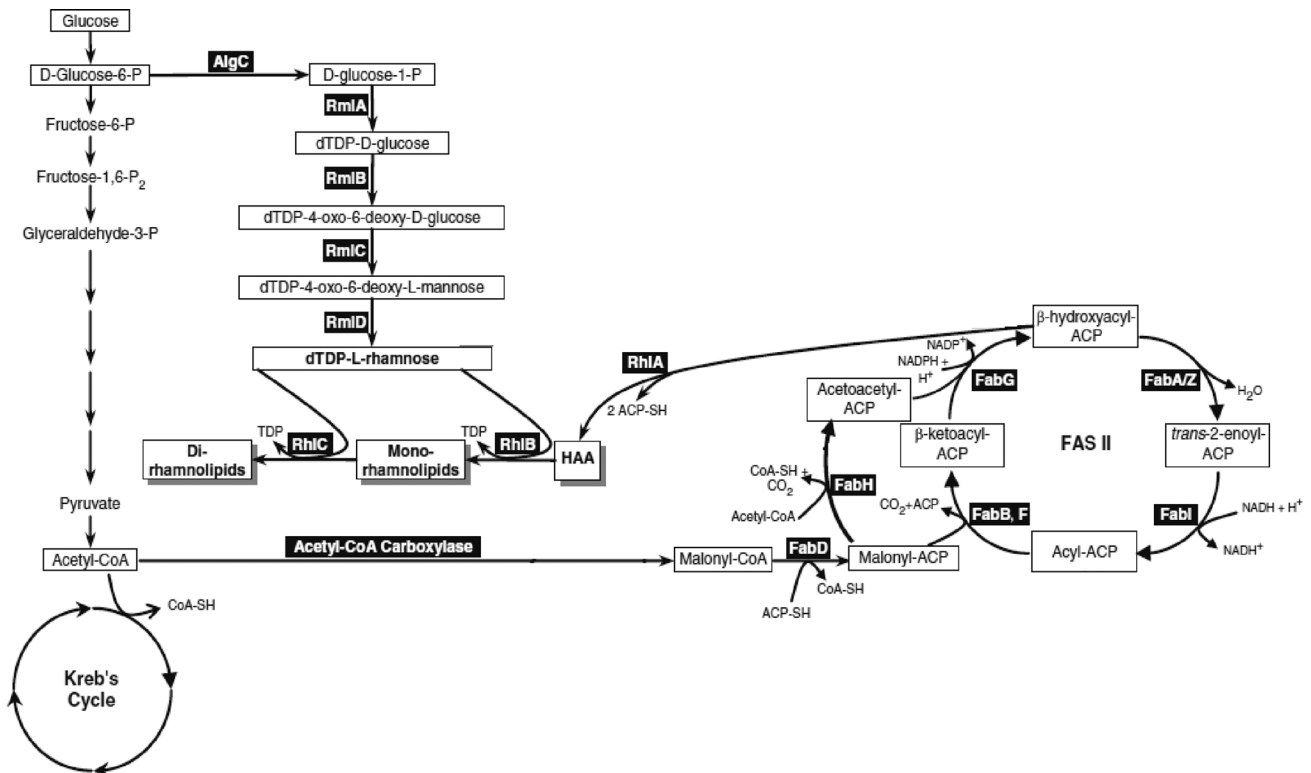 Glucose
D-Glucose-6-P
AlgC
D-glucose-1-P
RmlA
Fructose-6-P
dTDP-D-glucose
RmlB
Fructose-1,6-P2
dTDP-4-oxo-6-deoxy-D-glucose
Glyceraldehyde-3-P
RmlC
dTDP-4-oxo-6-deoxy-L-mannose
RmlD
dTDP-L-rhamnose
RhlA
2 ACP-SH
TDP
RhlC
TDP
RhlB
Di-
rhamnolipids
Mono-
rhamnolipids
HAA
β-hydroxyacyl-
ACP
NADP+
NADPH +
H+
FabG
FabA/Z
H2O
Acetoacetyl-
ACP
β-ketoacyl-
ACP
FAS II
trans-2-enoyl-
ACP
CoA-SH +
CO2
FabH
Acetyl-CoA
CO2+ACP
FabB, F
FabI
NADH + H+
NADH+
Pyruvate
Acetyl-CoA
Acetyl-CoA Carboxylase
Malonyl-CoA
FabD
Malonyl-ACP
Acyl-ACP
ACP-SH
CoA-SH
CoA-SH
Kreb's
Cycle